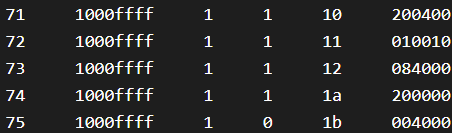 71 1000ffff 1 1 10 200400
72 1000ffff 1 1 11 010010
73 1000ffff 1 1 12 084000
74 1000ffff 1 1 1a 200000
75 1000ffff 1 0 1b 004000